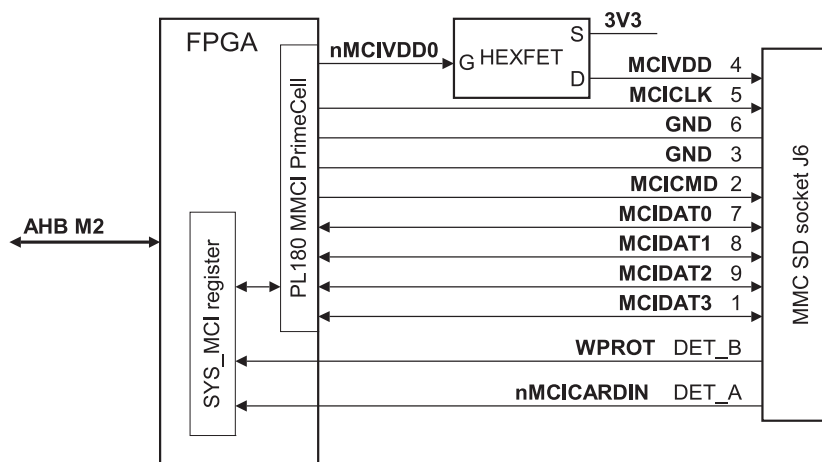 3V3
FPGA
nMCIVDD0
S
G HEXFET
D
MCIVDD 4
MCICLK 5
GND 6
GND 3
MCICMD 2
AHB M2
MCIDAT0 7
MCIDAT1 8
MCIDAT2 9
MCIDAT3 1
WPROT DET_B
nMCICARDIN DET_A
PL180 MMCI PrimeCell
SYS_MCI register
MMC SD socket J6